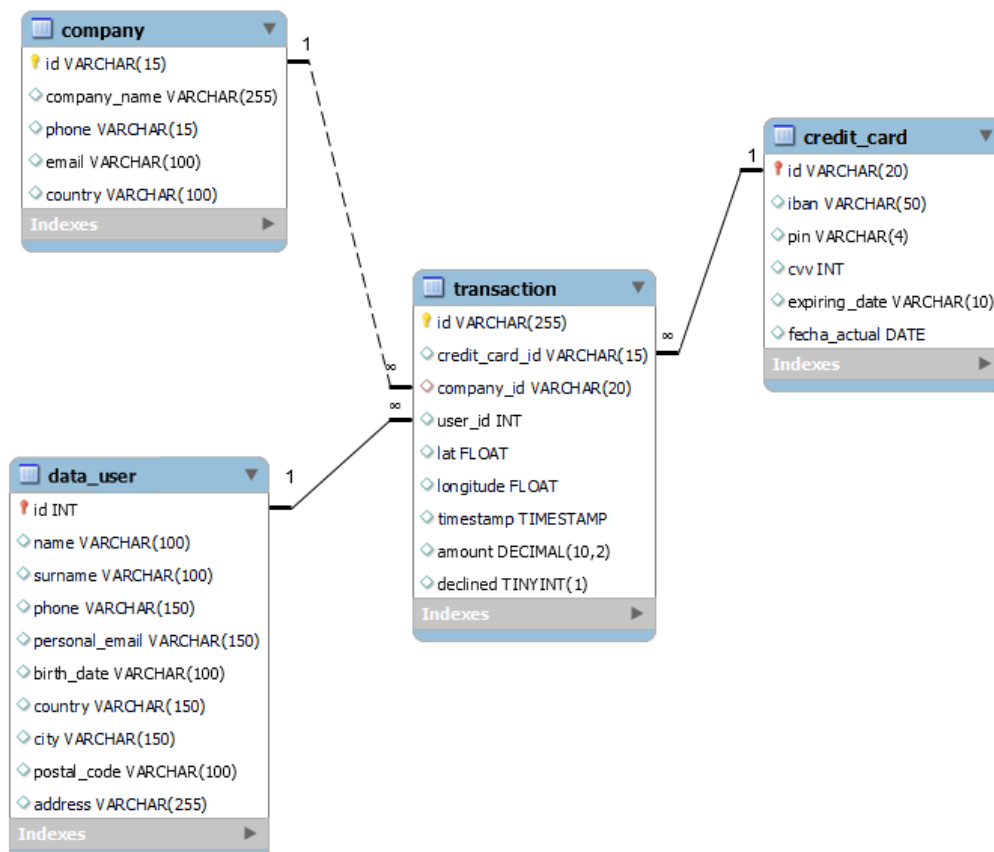 company
id VARCHAR(15)
company_name VARCHAR(255)
phone VARCHAR(15)
email VARCHAR(100)
country VARCHAR(100)
Indexes
1
∞
credit_card
id VARCHAR(20)
iban VARCHAR(50)
pin VARCHAR(4)
cvv INT
expiring_date VARCHAR(10)
fecha_actual DATE
Indexes
1
∞
transaction
id VARCHAR(255)
credit_card_id VARCHAR(15)
company_id VARCHAR(20)
user_id INT
lat FLOAT
longitude FLOAT
timestamp TIMESTAMP
amount DECIMAL(10,2)
declined TINYINT(1)
Indexes
∞
1
data_user
id INT
name VARCHAR(100)
surname VARCHAR(100)
phone VARCHAR(150)
personal_email VARCHAR(150)
birth_date VARCHAR(100)
country VARCHAR(150)
city VARCHAR(150)
postal_code VARCHAR(100)
address VARCHAR(255)
Indexes